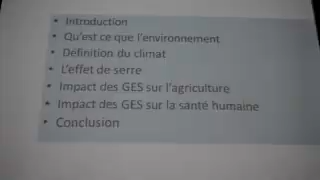 • Introduction
• Qu'est ce que l'environnement
• Définition du climat
• L'effet de serre
• Impact des GES sur l'agriculture
• Impact des GES sur la santé humaine
• Conclusion